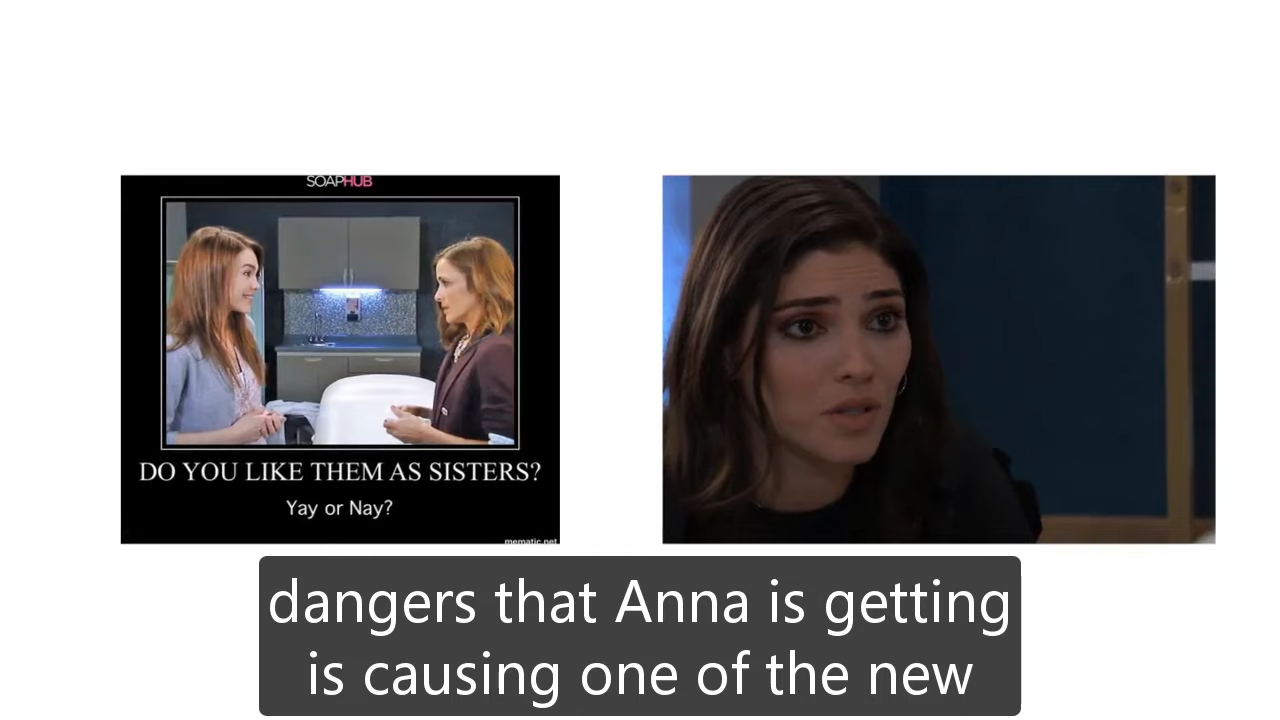 SOAPHUB
DO YOU LIKE THEM AS SISTERS?
Yay or Nay?
mematic.net
dangers that Anna is getting
is causing one of the new